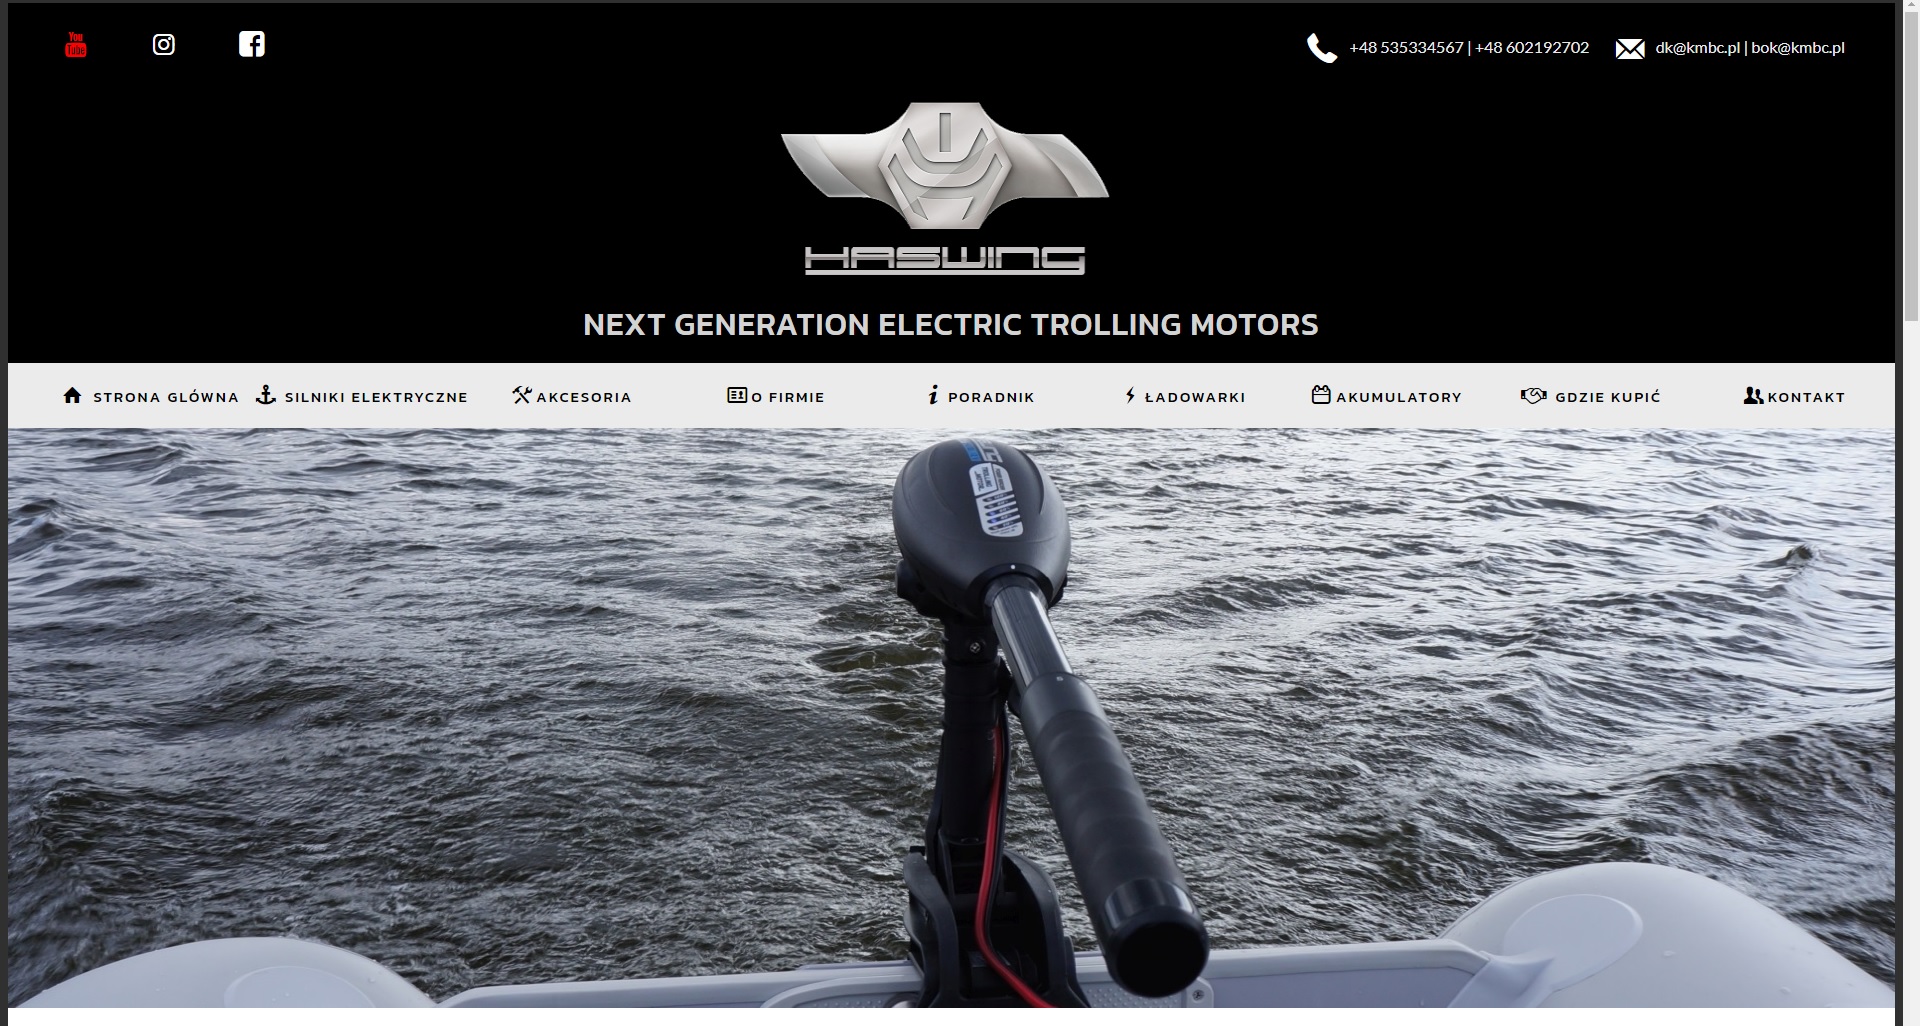 You
Tube
+48 535334567 | +48 602192702
dk@kmbc.pl | bok@kmbc.pl
HASWING
NEXT GENERATION ELECTRIC TROLLING MOTORS
STRONA GLÓWNA
SILNIKI ELEKTRYCZNE
AKCESORIA
O FIRMIE
PORADNIK
ŁADOWARKI
AKUMULATORY
GDZIE KUPIĆ
KONTAKT